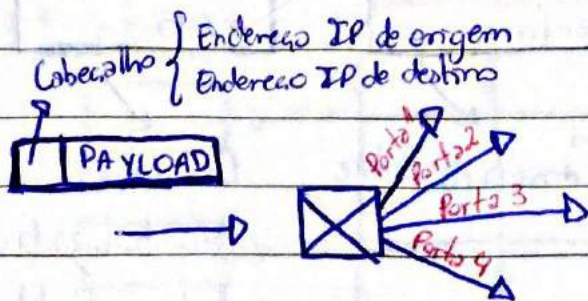 Endereço IP de origem
Cabeçalho
Endereço IP de destino
PAYLOAD
Porta 1
Porta 2
Porta 3
Porta 4